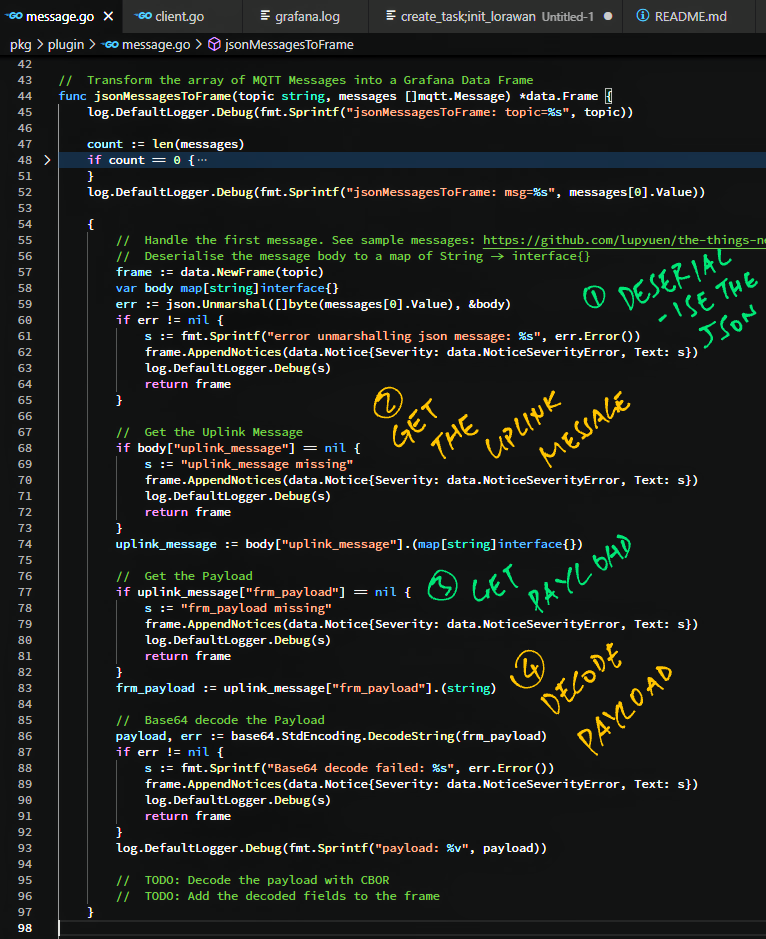 message.go
client.go
grafana.log
create_task;init_lorawan Untitled-1
README.md
pkg > plugin > message.go > jsonMessagesToFrame
42
43 // Transform the array of MQTT Messages into a Grafana Data Frame
44 func jsonMessagesToFrame(topic string, messages []mqtt.Message) *data.Frame {
45 log.DefaultLogger.Debug(fmt.Sprintf("jsonMessagesToFrame: topic=%s", topic))
46
47 count := len(messages)
48 if count == 0 {…
51 }
52 log.DefaultLogger.Debug(fmt.Sprintf("jsonMessagesToFrame: msg=%s", messages[0].Value))
53
54 {
55 // Handle the first message. See sample messages: https://github.com/lupyuen/the-things-ne
56 // Deserialise the message body to a map of String → interface{}
57 frame := data.NewFrame(topic)
58 var body map[string]interface{}
59 err := json.Unmarshal([]byte(messages[0].Value), &body)
① DESERIAL
-ISE THE
JSON
60 if err != nil {
61 s := fmt.Sprintf("error unmarshalling json message: %s", err.Error())
62 frame.AppendNotices(data.Notice{Severity: data.NoticeSeverityError, Text: s})
63 log.DefaultLogger.Debug(s)
64 return frame
65 }
66
② GET THE UPLINK MESSAGE
67 // Get the Uplink Message
68 if body["uplink_message"] == nil {
69 s := "uplink_message missing"
70 frame.AppendNotices(data.Notice{Severity: data.NoticeSeverityError, Text: s})
71 log.DefaultLogger.Debug(s)
72 return frame
73 }
74 uplink_message := body["uplink_message"].(map[string]interface{})
75
76 // Get the Payload
77 if uplink_message["frm_payload"] == nil {
③ GET PAYLOAD
78 s := "frm_payload missing"
79 frame.AppendNotices(data.Notice{Severity: data.NoticeSeverityError, Text: s})
80 log.DefaultLogger.Debug(s)
81 return frame
82 }
83 frm_payload := uplink_message["frm_payload"].(string)
④ DECODE
PAYLOAD
84
85 // Base64 decode the Payload
86 payload, err := base64.StdEncoding.DecodeString(frm_payload)
87 if err != nil {
88 s := fmt.Sprintf("Base64 decode failed: %s", err.Error())
89 frame.AppendNotices(data.Notice{Severity: data.NoticeSeverityError, Text: s})
90 log.DefaultLogger.Debug(s)
91 return frame
92 }
93 log.DefaultLogger.Debug(fmt.Sprintf("payload: %v", payload))
94
95 // TODO: Decode the payload with CBOR
96 // TODO: Add the decoded fields to the frame
97 }
98